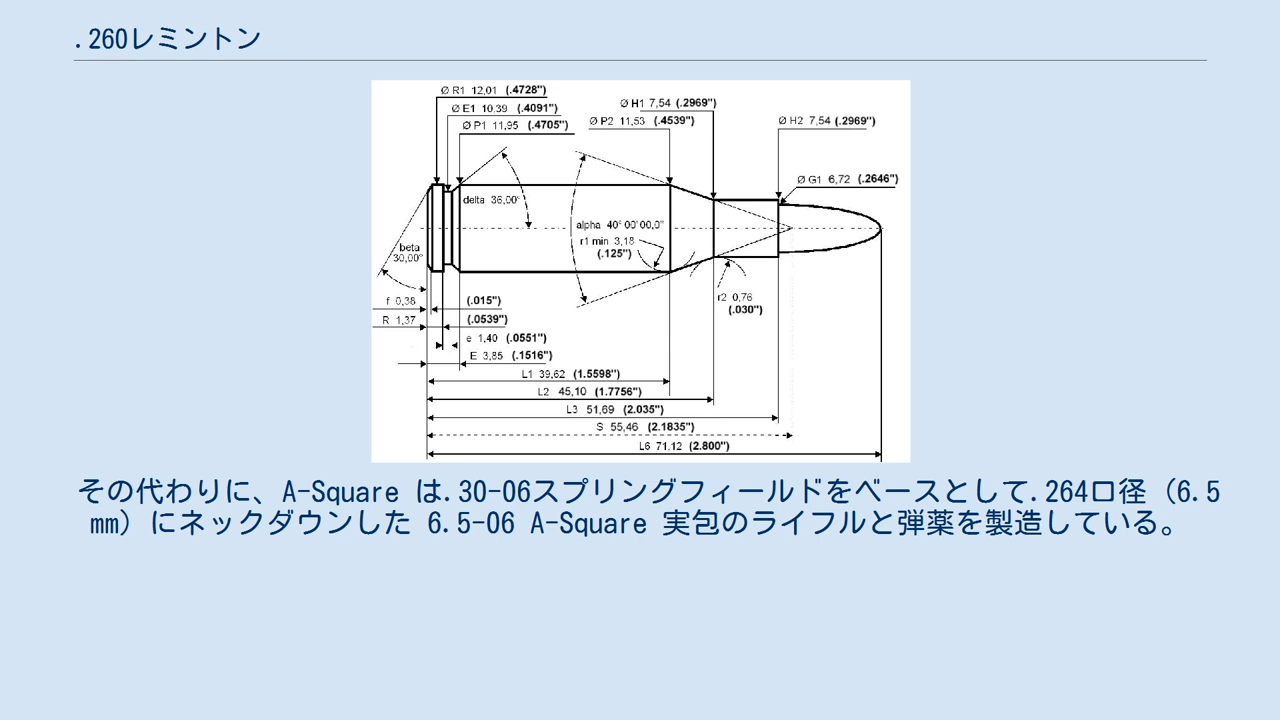 .260レミントン
Ø R1 12,01 (.4728")
Ø E1 10,39 (.4091")
Ø P1 11,95 (.4705")
Ø H1 7,54 (.2969")
Ø P2 11,53 (.4539")
Ø H2 7,54 (.2969")
Ø G1 6,72 (.2646")
delta 36,00°
alpha 40° 00' 00,0"
r1 min 3,18
(.125")
beta
30,00°
r2 0,76
(.030")
f 0,38 (.015")
R 1,37 (.0539")
e 1,40 (.0551")
E 3,85 (.1516")
L1 39,62 (1.5598")
L2 45,10 (1.7756")
L3 51,69 (2.035")
S 55,46 (2.1835")
L6 71,12 (2.800")
その代わりに、A-Square は.30-06スプリングフィールドをベースとして.264口径（6.5
mm）にネックダウンした 6.5-06 A-Square 実包のライフルと弾薬を製造している。